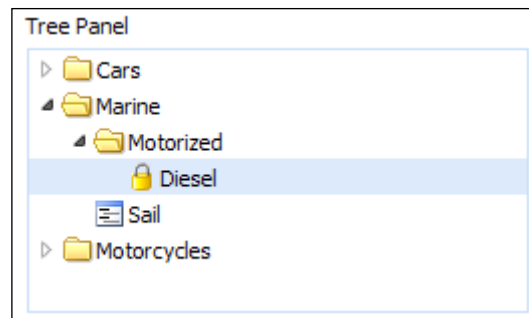 Tree Panel
Cars
Marine
Motorized
Diesel
Sail
Motorcycles